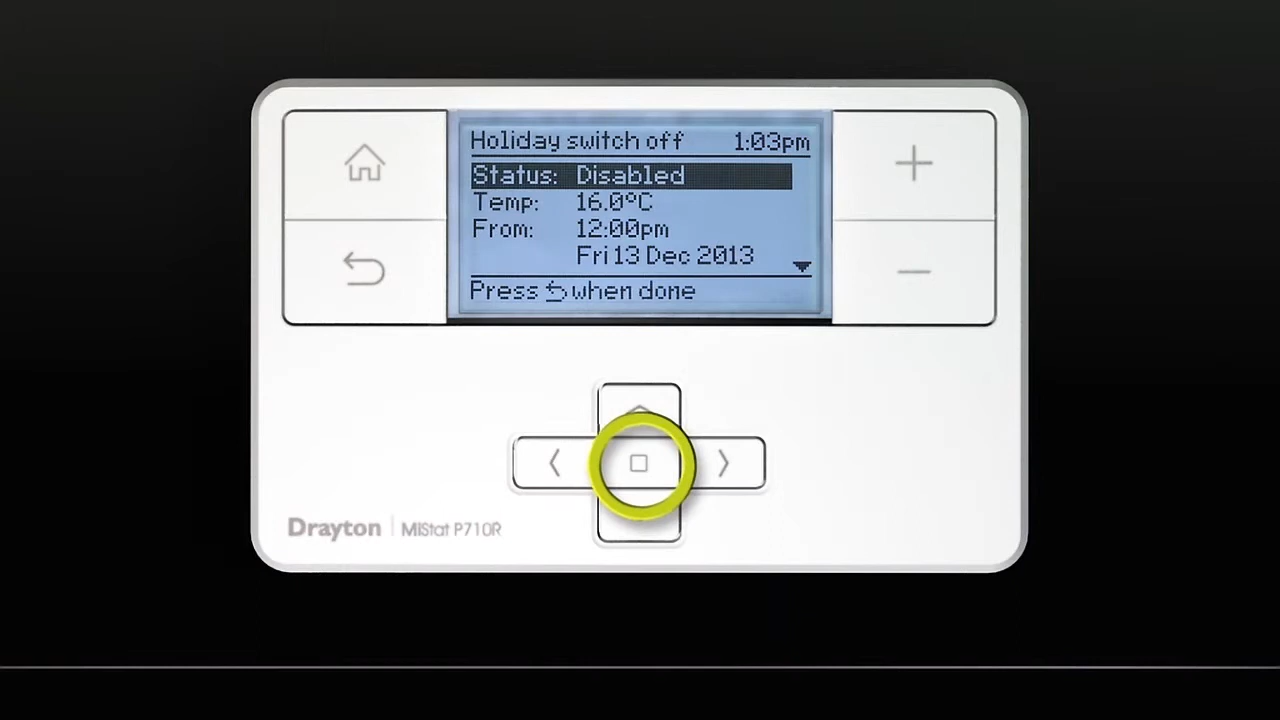 Holiday switch off 1:03pm
Status: Disabled
Temp: 16.0°C
From: 12:00pm
Fri 13 Dec 2013
Press when done
Drayton MiStat P710R